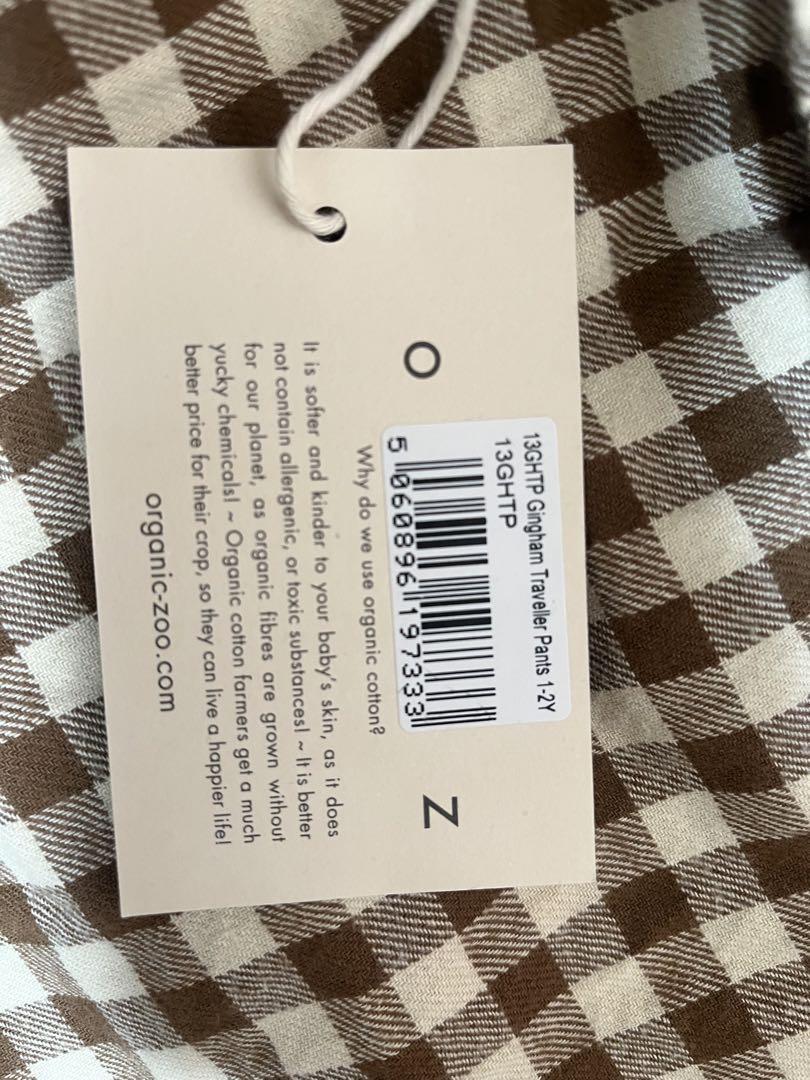 13GHTP Gingham Traveller Pants 1-2Y
13GHTP
5 060896 197333
O Z
Why do we use organic cotton?
It is softer and kinder to your baby's skin, as it does
not contain allergenic, or toxic substances! ~ It is better
for our planet, as organic fibres are grown without
yucky chemicals! ~ Organic cotton farmers get a much
better price for their crop, so they can live a happier life!
organic-zoo.com